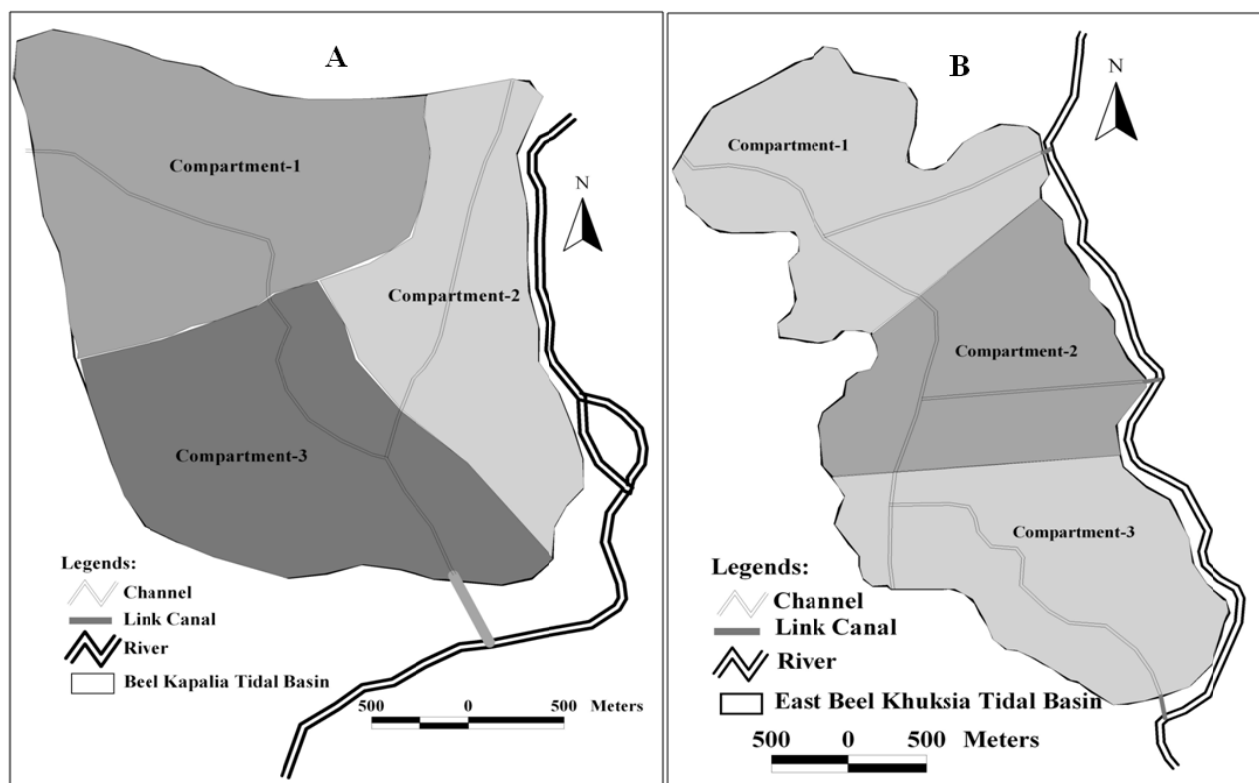 A
N
Compartment-1
Compartment-2
Compartment-3
Legends:
Channel
Link Canal
River
Beel Kapalia Tidal Basin
500 0 500 Meters
B
N
Compartment-1
Compartment-2
Compartment-3
Legends:
Channel
Link Canal
River
East Beel Khuksia Tidal Basin
500 0 500 Meters